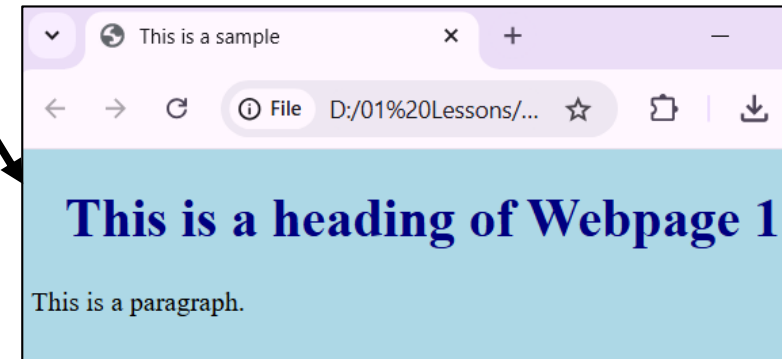 This is a sample
File D:/01%20Lessons/...
This is a heading of Webpage 1
This is a paragraph.